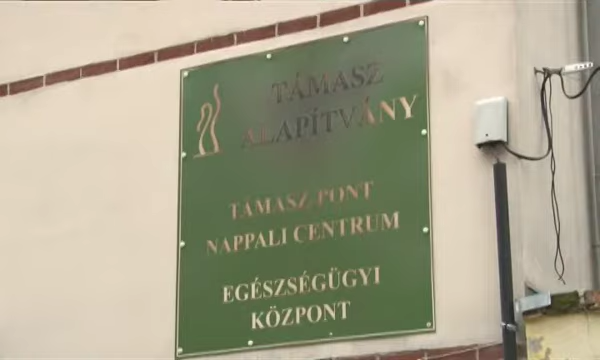 TÁMASZ
ALAPÍTVÁNY
TÁMASZ PONT
NAPPALI CENTRUM
EGÉSZSÉGÜGYI
KÖZPONT